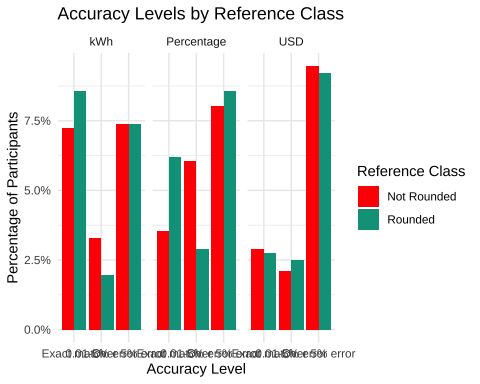 Accuracy Levels by Reference Class
kWh
Percentage
USD
7.5%
5.0%
2.5%
0.0%
Percentage of Participants
Accuracy Level
Reference Class
Not Rounded
Rounded